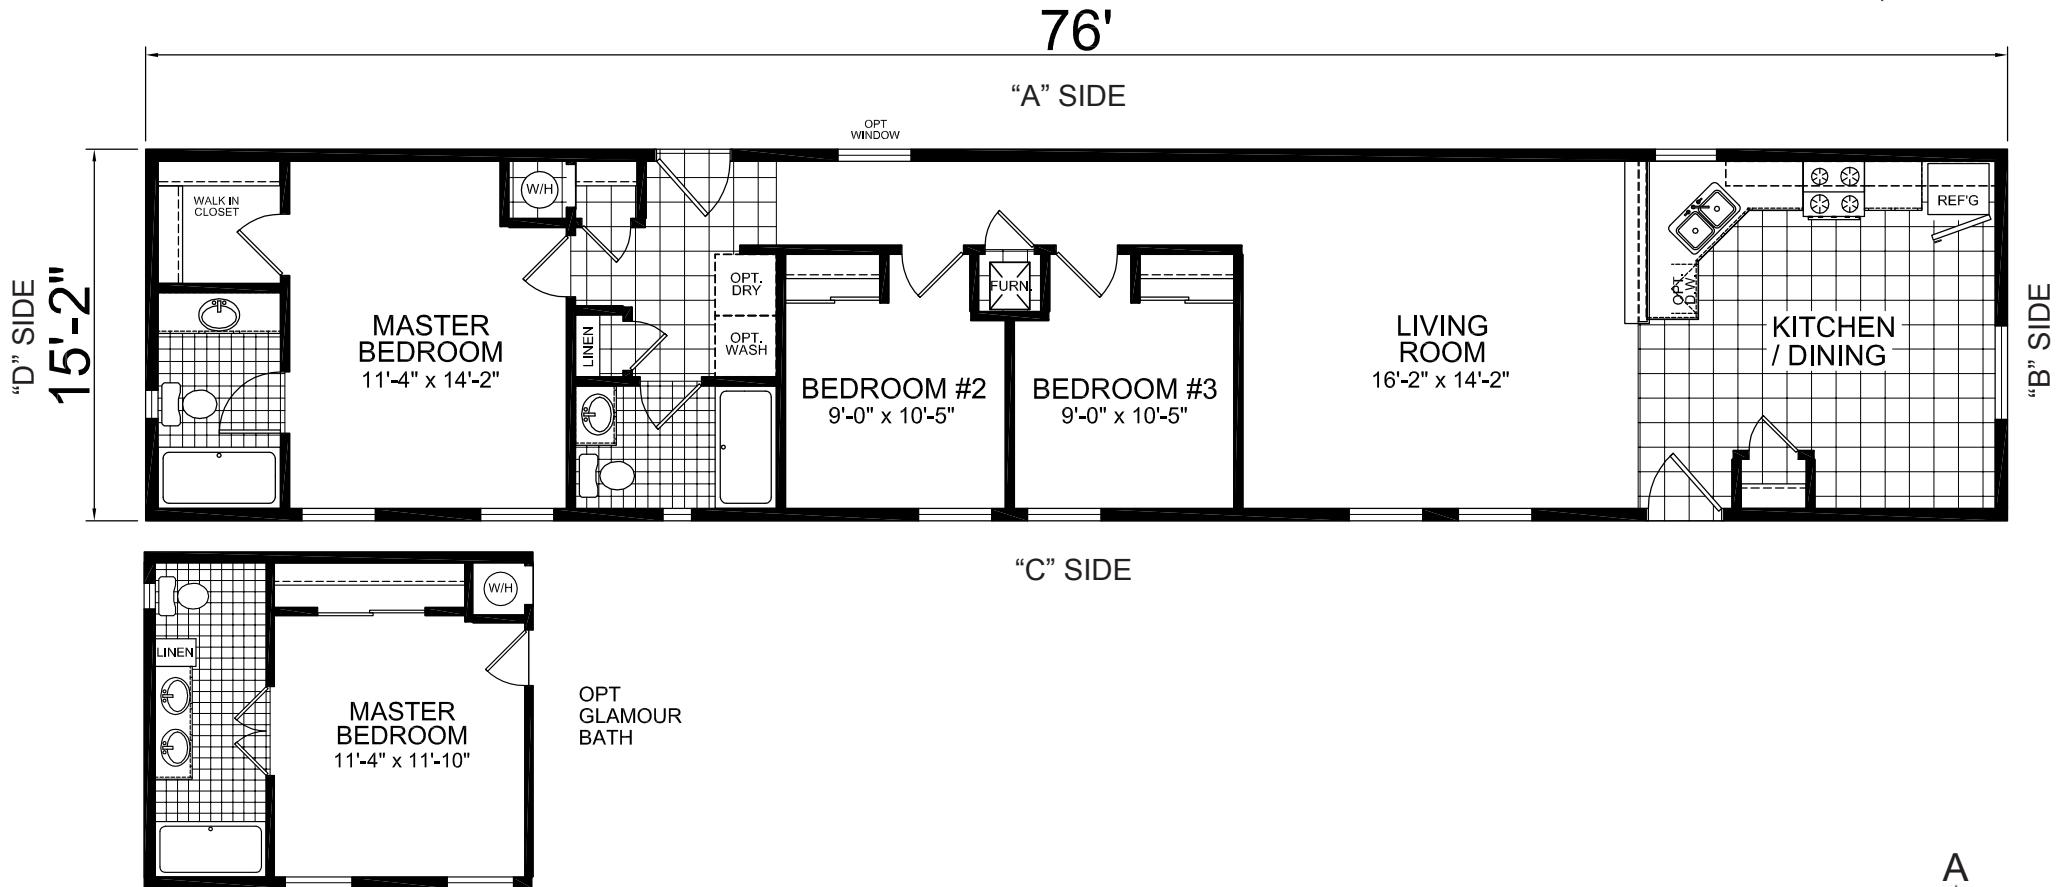 76'
“A” SIDE
OPT
WINDOW
WALK IN
CLOSET
W/H
REF'G
“D” SIDE
15'-2"
OPT.
DRY
FURN.
OPT.
D.W.
MASTER
BEDROOM
11'-4" x 14'-2"
LINEN
OPT.
WASH
LIVING
ROOM
16'-2" x 14'-2"
KITCHEN
/ DINING
“B” SIDE
BEDROOM #2
9'-0" x 10'-5"
BEDROOM #3
9'-0" x 10'-5"
“C” SIDE
W/H
LINEN
MASTER
BEDROOM
11'-4" x 11'-10"
OPT
GLAMOUR
BATH
A